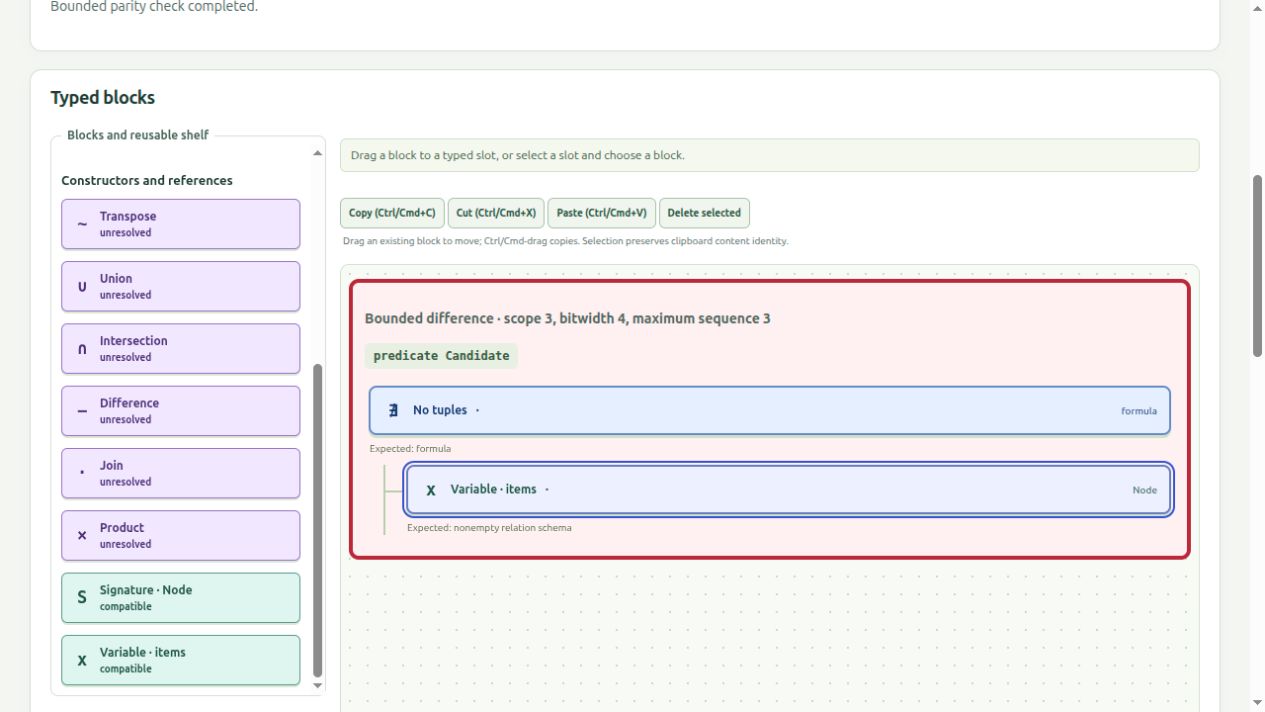 Bounded parity check completed.
Typed blocks
Blocks and reusable shelf
Constructors and references
~ Transpose
unresolved
∪ Union
unresolved
∩ Intersection
unresolved
− Difference
unresolved
· Join
unresolved
× Product
unresolved
S Signature · Node
compatible
x Variable · items
compatible
Drag a block to a typed slot, or select a slot and choose a block.
Copy (Ctrl/Cmd+C) Cut (Ctrl/Cmd+X) Paste (Ctrl/Cmd+V) Delete selected
Drag an existing block to move; Ctrl/Cmd-drag copies. Selection preserves clipboard content identity.
Bounded difference · scope 3, bitwidth 4, maximum sequence 3
predicate Candidate
∄ No tuples · formula
Expected: formula
x Variable · items · Node
Expected: nonempty relation schema